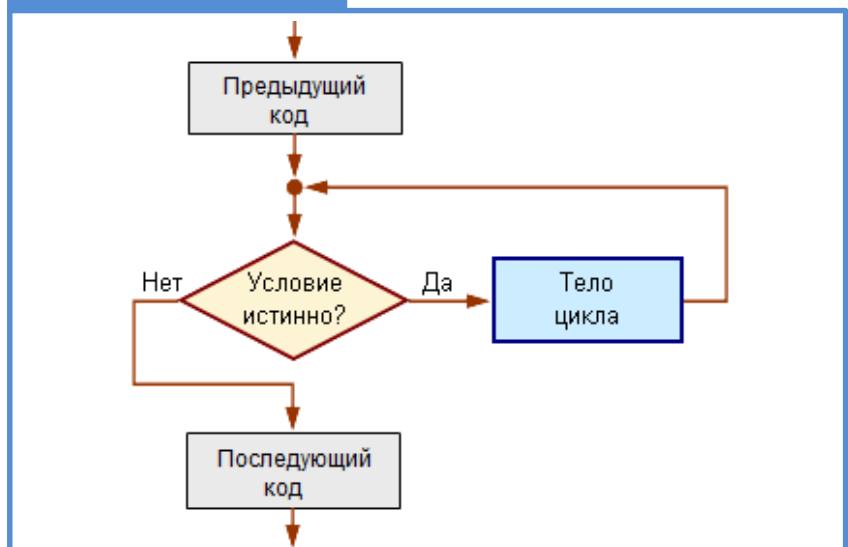 Предыдущий
код
Нет
Условие
истинно?
Да
Тело
цикла
Последующий
код